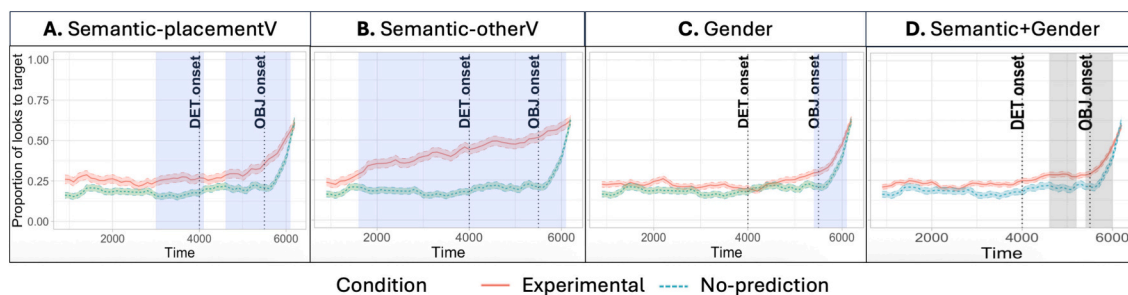 A. Semantic-placementV
B. Semantic-otherV
C. Gender
D. Semantic+Gender
Proportion of looks to target
1.00
0.75
0.50
0.25
0.00
DET onset
OBJ onset
DET onset
OBJ onset
DET onset
OBJ onset
DET onset
OBJ onset
2000 4000 6000
2000 4000 6000
2000 4000 6000
2000 4000 6000
Time
Time
Time
Time
Condition Experimental No-prediction